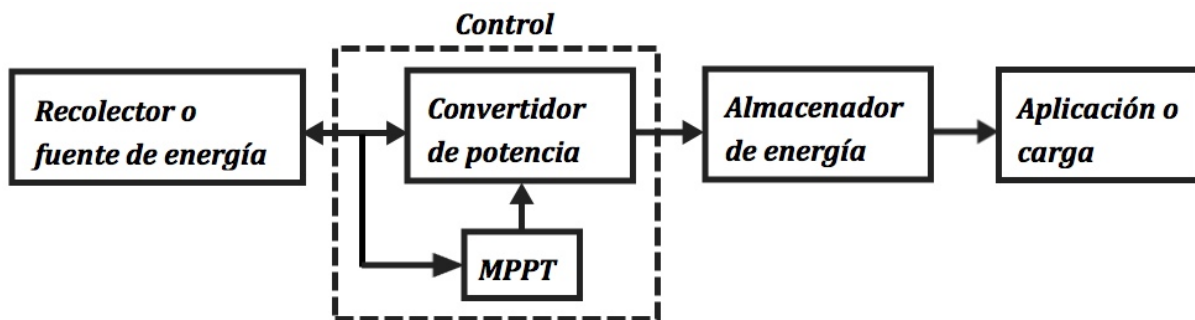 Control
Recolector o
fuente de energía
Convertidor
de potencia
Almacenador
de energía
Aplicación o
carga
MPPT